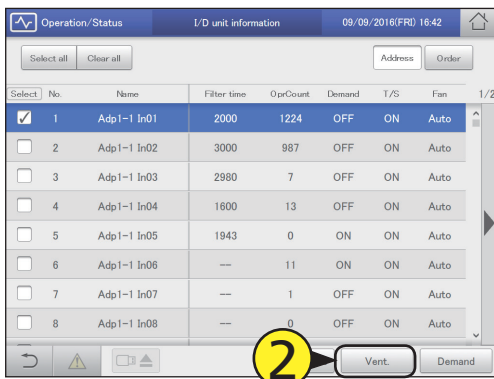 Operation/Status I/D unit information 09/09/2016(FRI) 16:42
Select all Clear all Address Order
Select No. Name Filter time OprCount Demand T/S Fan 1/2
1 Adp1-1 In01 2000 1224 OFF ON Auto
2 Adp1-1 In02 3000 987 OFF ON Auto
3 Adp1-1 In03 2980 7 OFF ON Auto
4 Adp1-1 In04 1600 13 OFF ON Auto
5 Adp1-1 In05 1943 0 ON ON Auto
6 Adp1-1 In06 -- 11 ON ON Auto
7 Adp1-1 In07 -- 1 OFF ON Auto
8 Adp1-1 In08 -- 0 OFF ON Auto
2 Vent. Demand